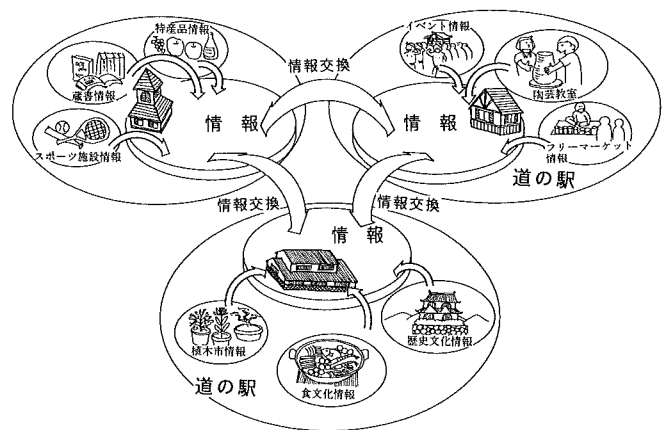 特産品情報
蔵書情報
スポーツ施設情報
情報
情報交換
イベント情報
陶芸教室
フリーマーケット
情報
情報
道の駅
情報交換
情報交換
情報
植木市情報
食文化情報
歴史文化情報
道の駅